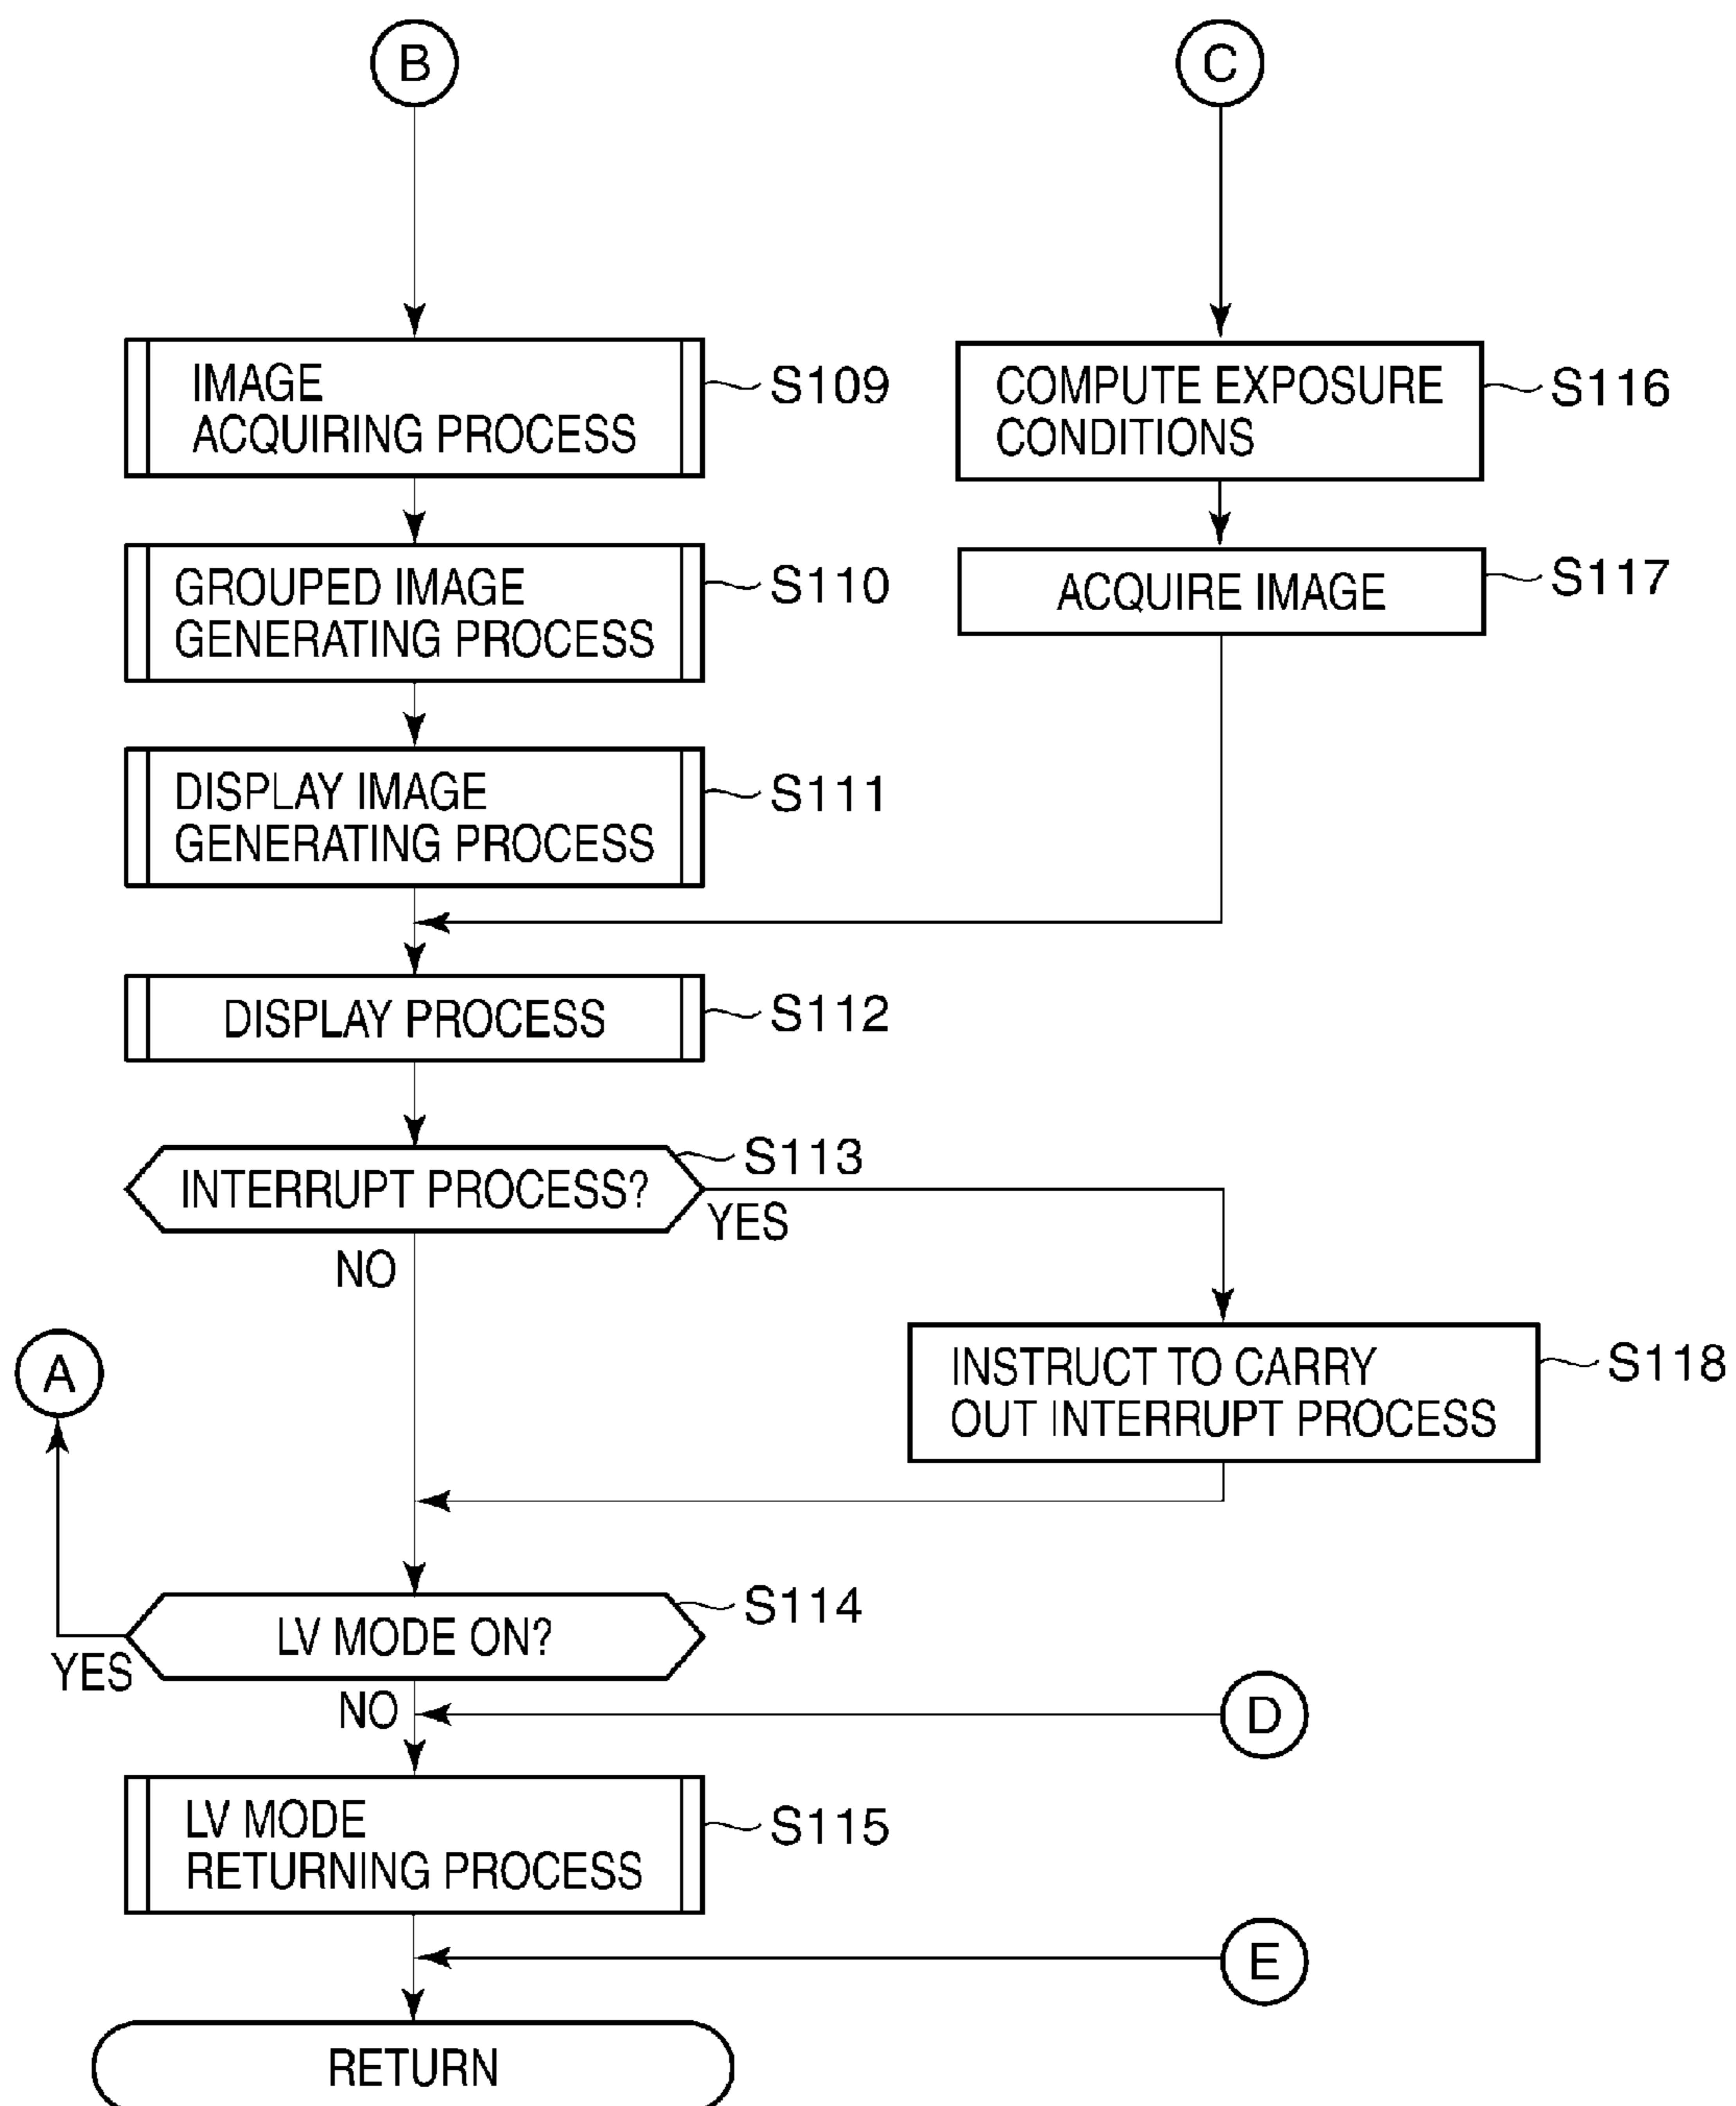 B
C
IMAGE
ACQUIRING PROCESS
S109
COMPUTE EXPOSURE
CONDITIONS
S116
GROUPED IMAGE
GENERATING PROCESS
S110
ACQUIRE IMAGE
S117
DISPLAY IMAGE
GENERATING PROCESS
S111
DISPLAY PROCESS
S112
INTERRUPT PROCESS?
S113
YES
NO
A
INSTRUCT TO CARRY
OUT INTERRUPT PROCESS
S118
LV MODE ON?
S114
YES
NO
D
LV MODE
RETURNING PROCESS
S115
E
RETURN